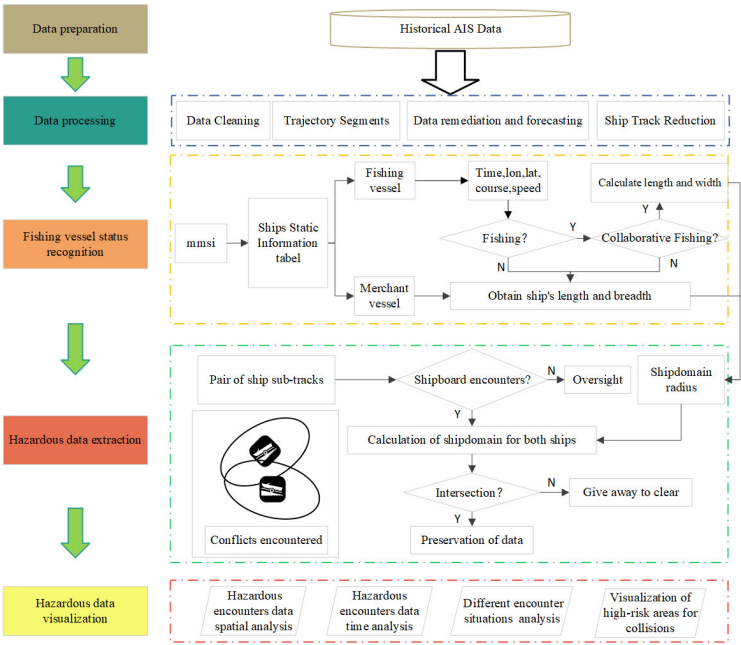 Data preparation
Historical AIS Data
Data processing
Data Cleaning
Trajectory Segments
Data remediation and forecasting
Ship Track Reduction
Fishing vessel status
recognition
mmsi
Ships Static
Information
tabel
Fishing
vessel
Time,lon,lat,
course,speed
Calculate length and width
Y
Fishing?
Y
Collaborative Fishing?
N
N
Merchant
vessel
Obtain ship's length and breadth
Hazardous data extraction
Pair of ship sub-tracks
Shipboard encounters?
N
Oversight
Shipdomain
radius
Y
Calculation of shipdomain for both ships
Intersection?
N
Give away to clear
Y
Conflicts encountered
Preservation of data
Hazardous data
visualization
Hazardous
encounters data
spatial analysis
Hazardous
encounters data
time analysis
Different encounter
situations analysis
Visualization of
high-risk areas for
collisions